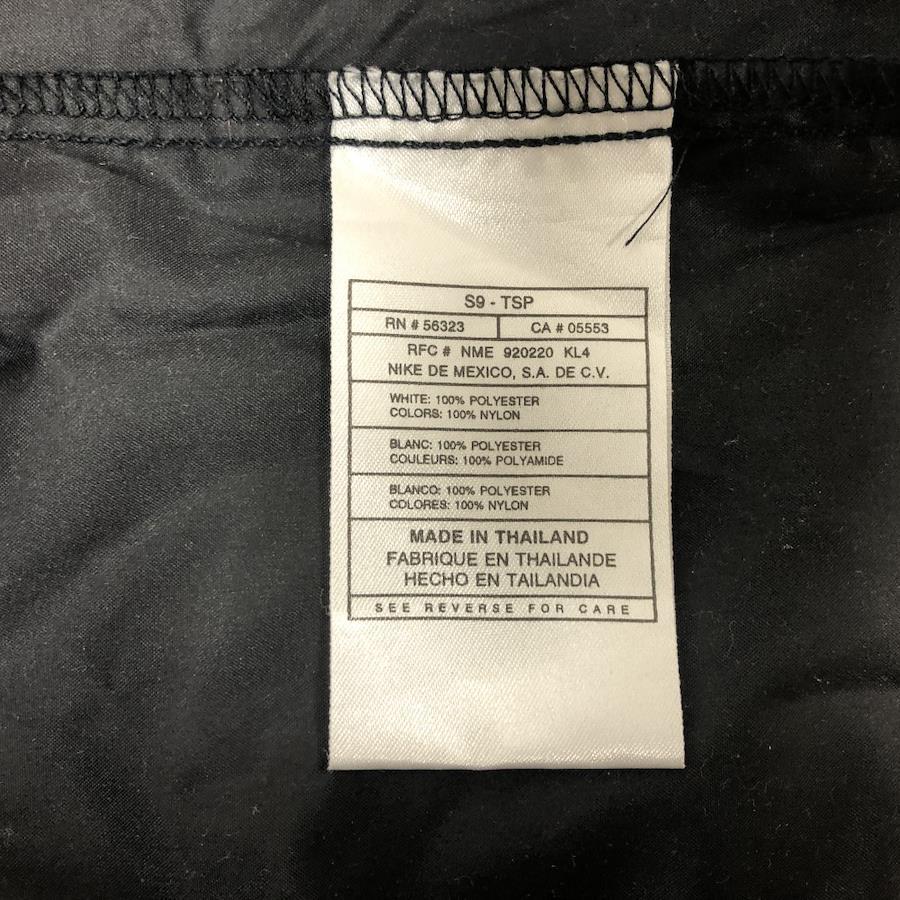 S9 - TSP
RN # 56323 CA # 05553
RFC # NME 920220 KL4
NIKE DE MEXICO, S.A. DE C.V.
WHITE: 100% POLYESTER
COLORS: 100% NYLON
BLANC: 100% POLYESTER
COULEURS: 100% POLYAMIDE
BLANCO: 100% POLYESTER
COLORES: 100% NYLON
MADE IN THAILAND
FABRIQUE EN THAILANDE
HECHO EN TAILANDIA
SEE REVERSE FOR CARE